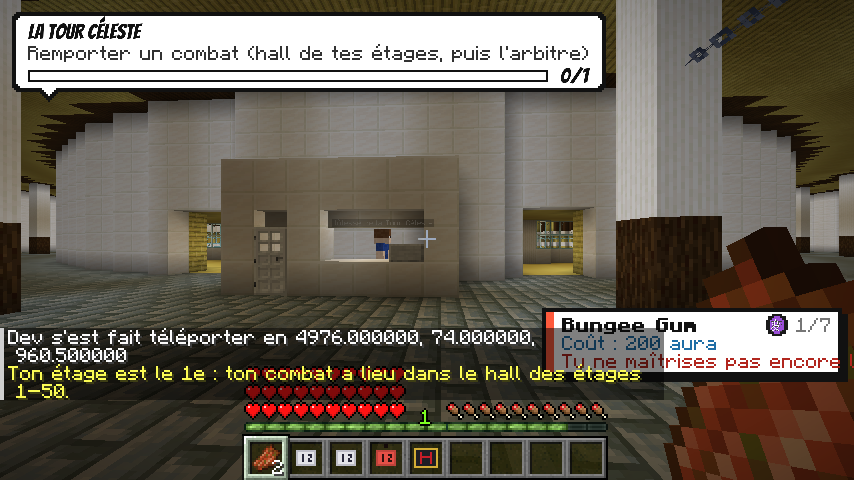 LA TOUR CÉLESTE
Remporter un combat (hall de tes étages, puis l'arbitre)
0/1
Bungee Gum
1/7
Coût : 200 aura
Tu ne maîtrises pas encore
Dev s'est fait téléporter en 4976.000000, 74.000000,
960.500000
Ton étage est le 1e : ton combat a lieu dans le hall des étages
1-50.
1
2
12
12
12
H